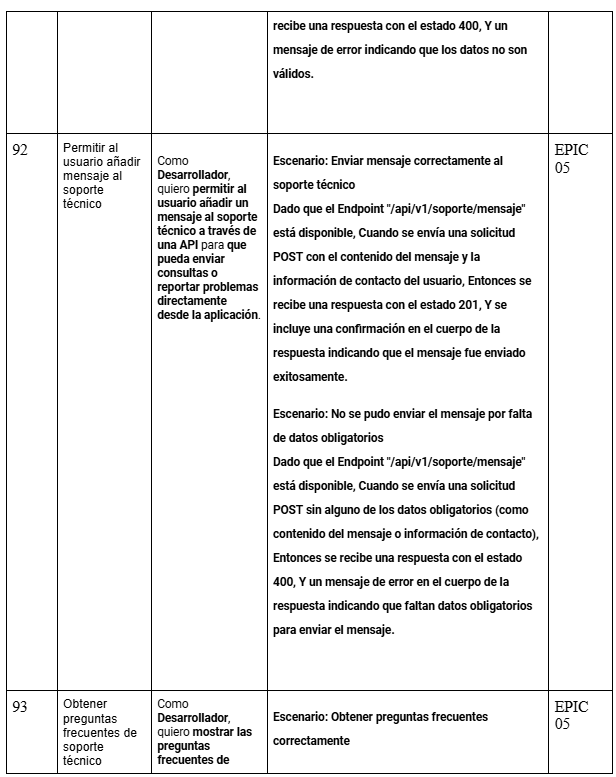 recibe una respuesta con el estado 400, Y un
mensaje de error indicando que los datos no son
válidos.
92
Permitir al
usuario añadir
mensaje al
soporte
técnico
Como
Desarrollador,
quiero permitir al
usuario añadir un
mensaje al soporte
técnico a través de
una API para que
pueda enviar
consultas o
reportar problemas
directamente
desde la aplicación.
Escenario: Enviar mensaje correctamente al
soporte técnico
Dado que el Endpoint "/api/v1/soporte/mensaje"
está disponible, Cuando se envía una solicitud
POST con el contenido del mensaje y la
información de contacto del usuario, Entonces se
recibe una respuesta con el estado 201, Y se
incluye una confirmación en el cuerpo de la
respuesta indicando que el mensaje fue enviado
exitosamente.
Escenario: No se pudo enviar el mensaje por falta
de datos obligatorios
Dado que el Endpoint "/api/v1/soporte/mensaje"
está disponible, Cuando se envía una solicitud
POST sin alguno de los datos obligatorios (como
contenido del mensaje o información de contacto),
Entonces se recibe una respuesta con el estado
400, Y un mensaje de error en el cuerpo de la
respuesta indicando que faltan datos obligatorios
para enviar el mensaje.
EPIC
05
93
Obtener
preguntas
frecuentes de
soporte
técnico
Como
Desarrollador,
quiero mostrar las
preguntas
frecuentes de
Escenario: Obtener preguntas frecuentes
correctamente
EPIC
05